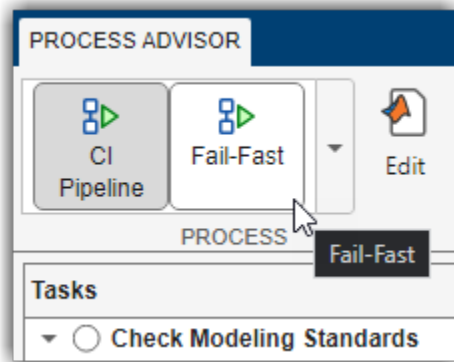 PROCESS ADVISOR
CI
Pipeline
Fail-Fast
Edit
PROCESS
Fail-Fast
Tasks
Check Modeling Standards